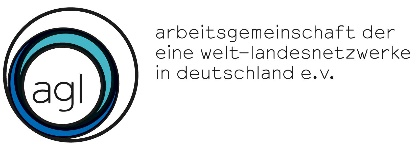 agl
arbeitsgemeinschaft der
eine welt-landesnetzwerke
in deutschland e.v.